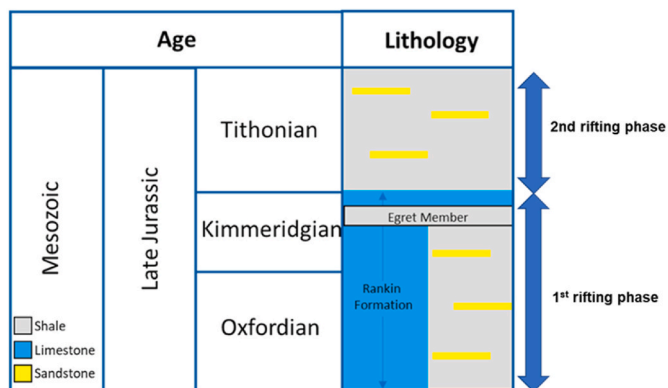 Age
Lithology
Mesozoic
Late Jurassic
Tithonian
Kimmeridgian
Oxfordian
Egret Member
Rankin
Formation
2nd rifting phase
1st rifting phase
Shale
Limestone
Sandstone